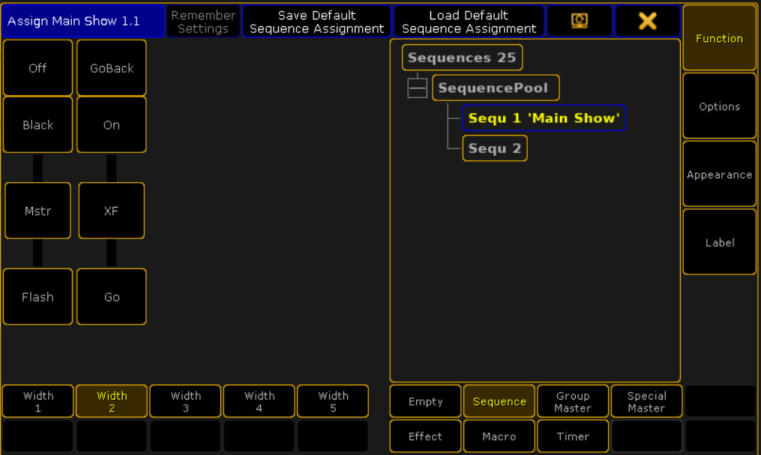 Assign Main Show 1.1
Remember
Settings
Save Default
Sequence Assignment
Load Default
Sequence Assignment
Function
Off
GoBack
Sequences 25
SequencePool
Black
On
Sequ 1 'Main Show'
Options
Sequ 2
Appearance
Mstr
XF
Label
Flash
Go
Width
1
Width
2
Width
3
Width
4
Width
5
Empty
Sequence
Group
Master
Special
Master
Effect
Macro
Timer